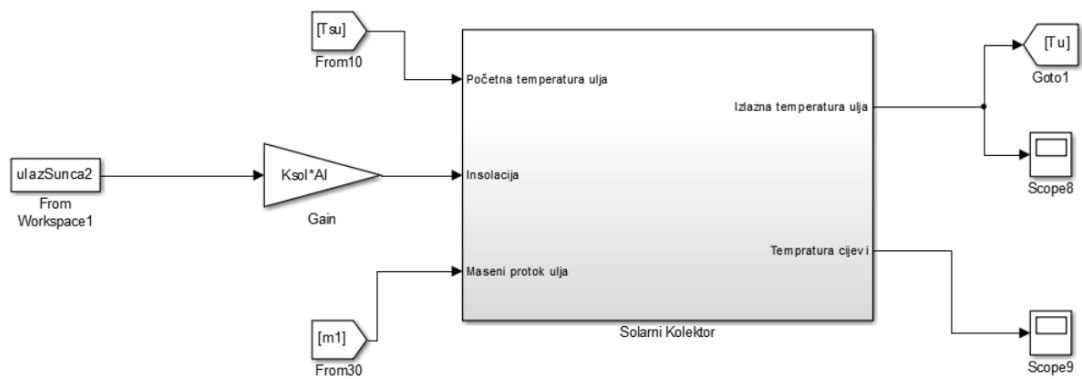 [Tsu]
From10
Početna temperatura ulja
Izlazna temperatura ulja
[Tu]
Goto1
ulazSunca2
From
Workspace1
Ksol*Al
Gain
Insolacija
Scope8
Maseni protok ulja
Tempratura cijevi
[m1]
From30
Solarni Kolektor
Scope9